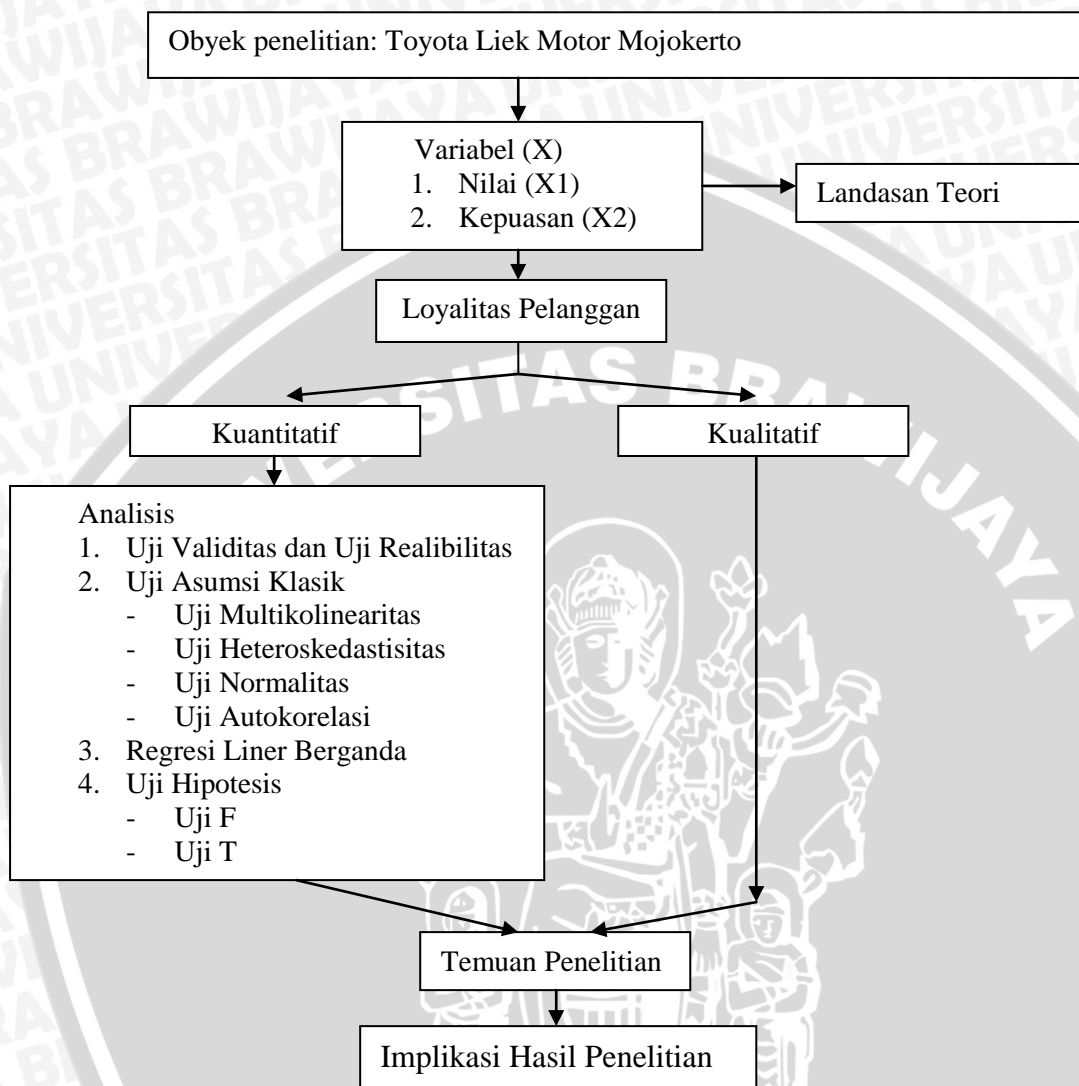 Obyek penelitian: Toyota Liek Motor Mojokerto
Variabel (X)
1. Nilai (X1)
2. Kepuasan (X2)
Landasan Teori
Loyalitas Pelanggan
Kuantitatif
Kualitatif
Analisis
1. Uji Validitas dan Uji Realibilitas
2. Uji Asumsi Klasik
- Uji Multikolinearitas
- Uji Heteroskedastisitas
- Uji Normalitas
- Uji Autokorelasi
3. Regresi Liner Berganda
4. Uji Hipotesis
- Uji F
- Uji T
Temuan Penelitian
Implikasi Hasil Penelitian